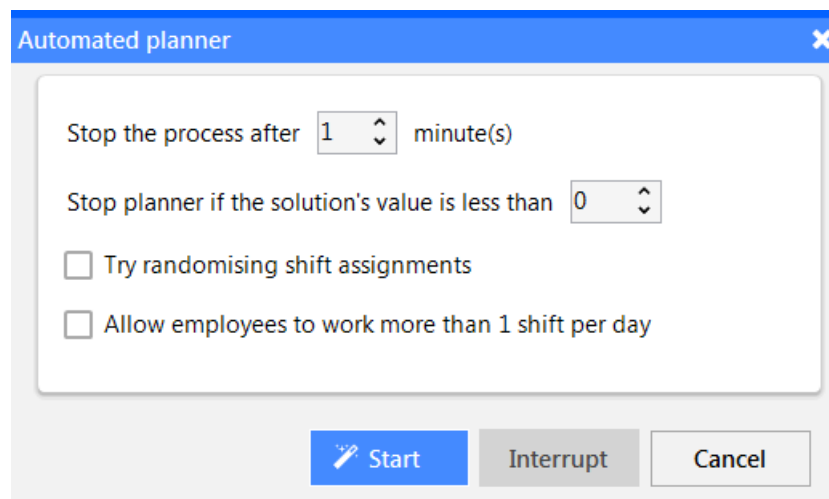 Automated planner
Stop the process after 1 minute(s)
Stop planner if the solution's value is less than 0
Try randomising shift assignments
Allow employees to work more than 1 shift per day
Start Interrupt Cancel